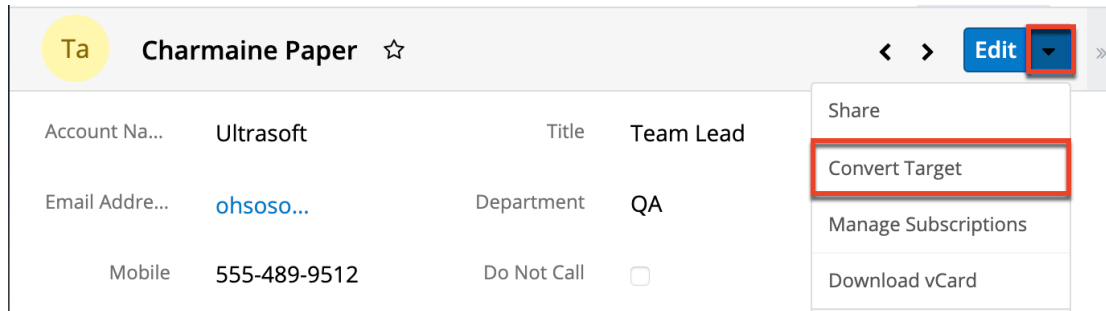 Ta Charmaine Paper Edit
Share
Account Na... Ultrasoft Title Team Lead
Convert Target
Email Addre... ohsoso... Department QA
Manage Subscriptions
Mobile 555-489-9512 Do Not Call
Download vCard